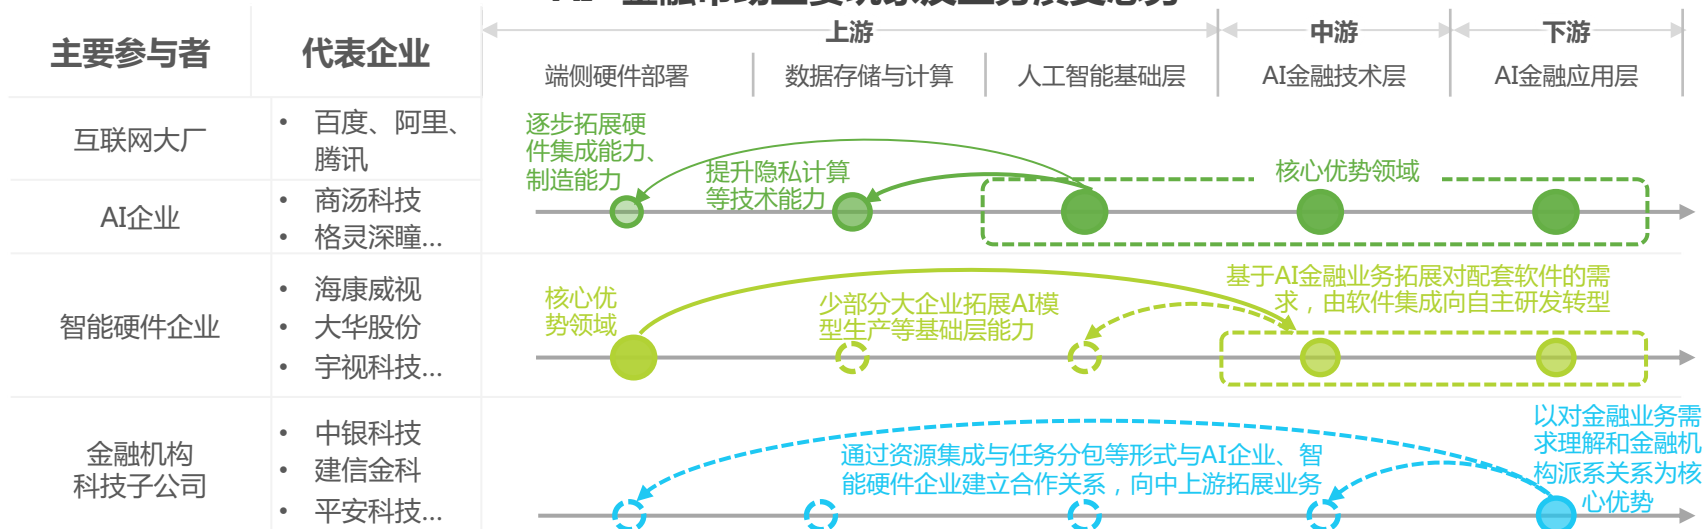 主要参与者
代表企业
上游
中游
下游
端侧硬件部署
数据存储与计算
人工智能基础层
AI金融技术层
AI金融应用层
互联网大厂
• 百度、阿里、
腾讯
AI企业
• 商汤科技
• 格灵深瞳...
逐步拓展硬
件集成能力、
制造能力
提升隐私计算
等技术能力
核心优势领域
智能硬件企业
• 海康威视
• 大华股份
• 宇视科技...
核心优
势领域
少部分大企业拓展AI模
型生产等基础层能力
基于AI金融业务拓展对配套软件的需
求，由软件集成向自主研发转型
金融机构
科技子公司
• 中银科技
• 建信金科
• 平安科技...
通过资源集成与任务分包等形式与AI企业、智
能硬件企业建立合作关系，向中上游拓展业务
以对金融业务需
求理解和金融机
构派系关系为核
心优势